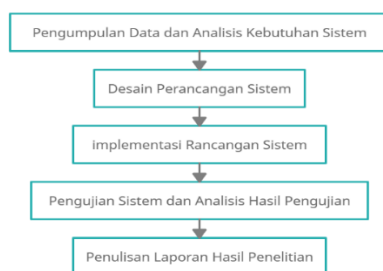 Pengumpulan Data dan Analisis Kebutuhan Sistem
Desain Perancangan Sistem
implementasi Rancangan Sistem
Pengujian Sistem dan Analisis Hasil Pengujian
Penulisan Laporan Hasil Penelitian